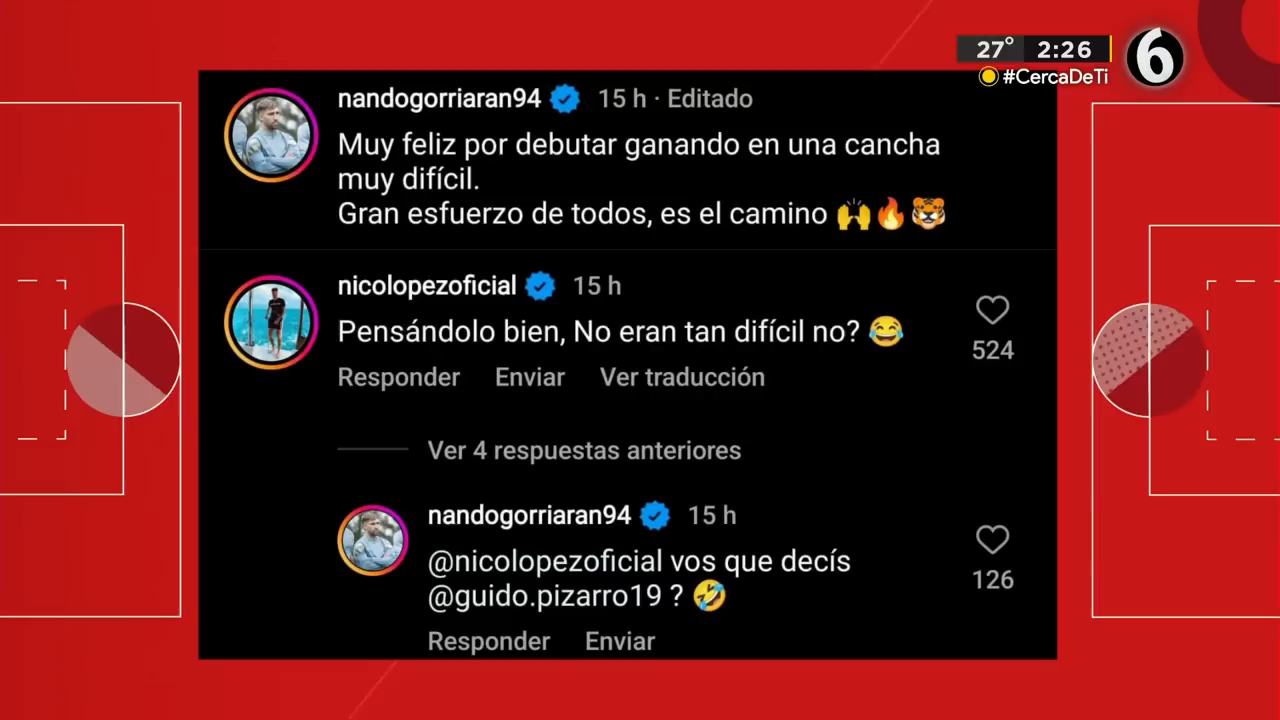 27° 2:26
#CercaDeTi
6
nandogorriaran94 15 h · Editado
Muy feliz por debutar ganando en una cancha
muy difícil.
Gran esfuerzo de todos, es el camino 🙌🔥🐯
nicolopezoficial 15 h
Pensándolo bien, No eran tan difícil no? 😂
524
Responder Enviar Ver traducción
Ver 4 respuestas anteriores
nandogorriaran94 15 h
@nicolopezoficial vos que decís
@guido.pizarro19 ? 🤣
126
Responder Enviar